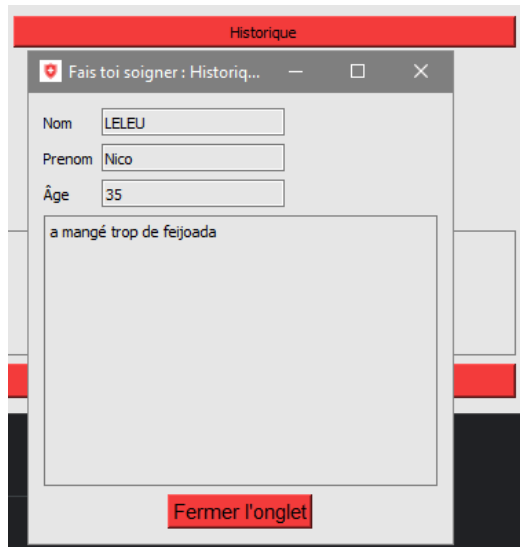 Historique
Fais toi soigner : Historiq...
Nom LELEU
Prenom Nico
Âge 35
a mangé trop de feijoada
Fermer l'onglet